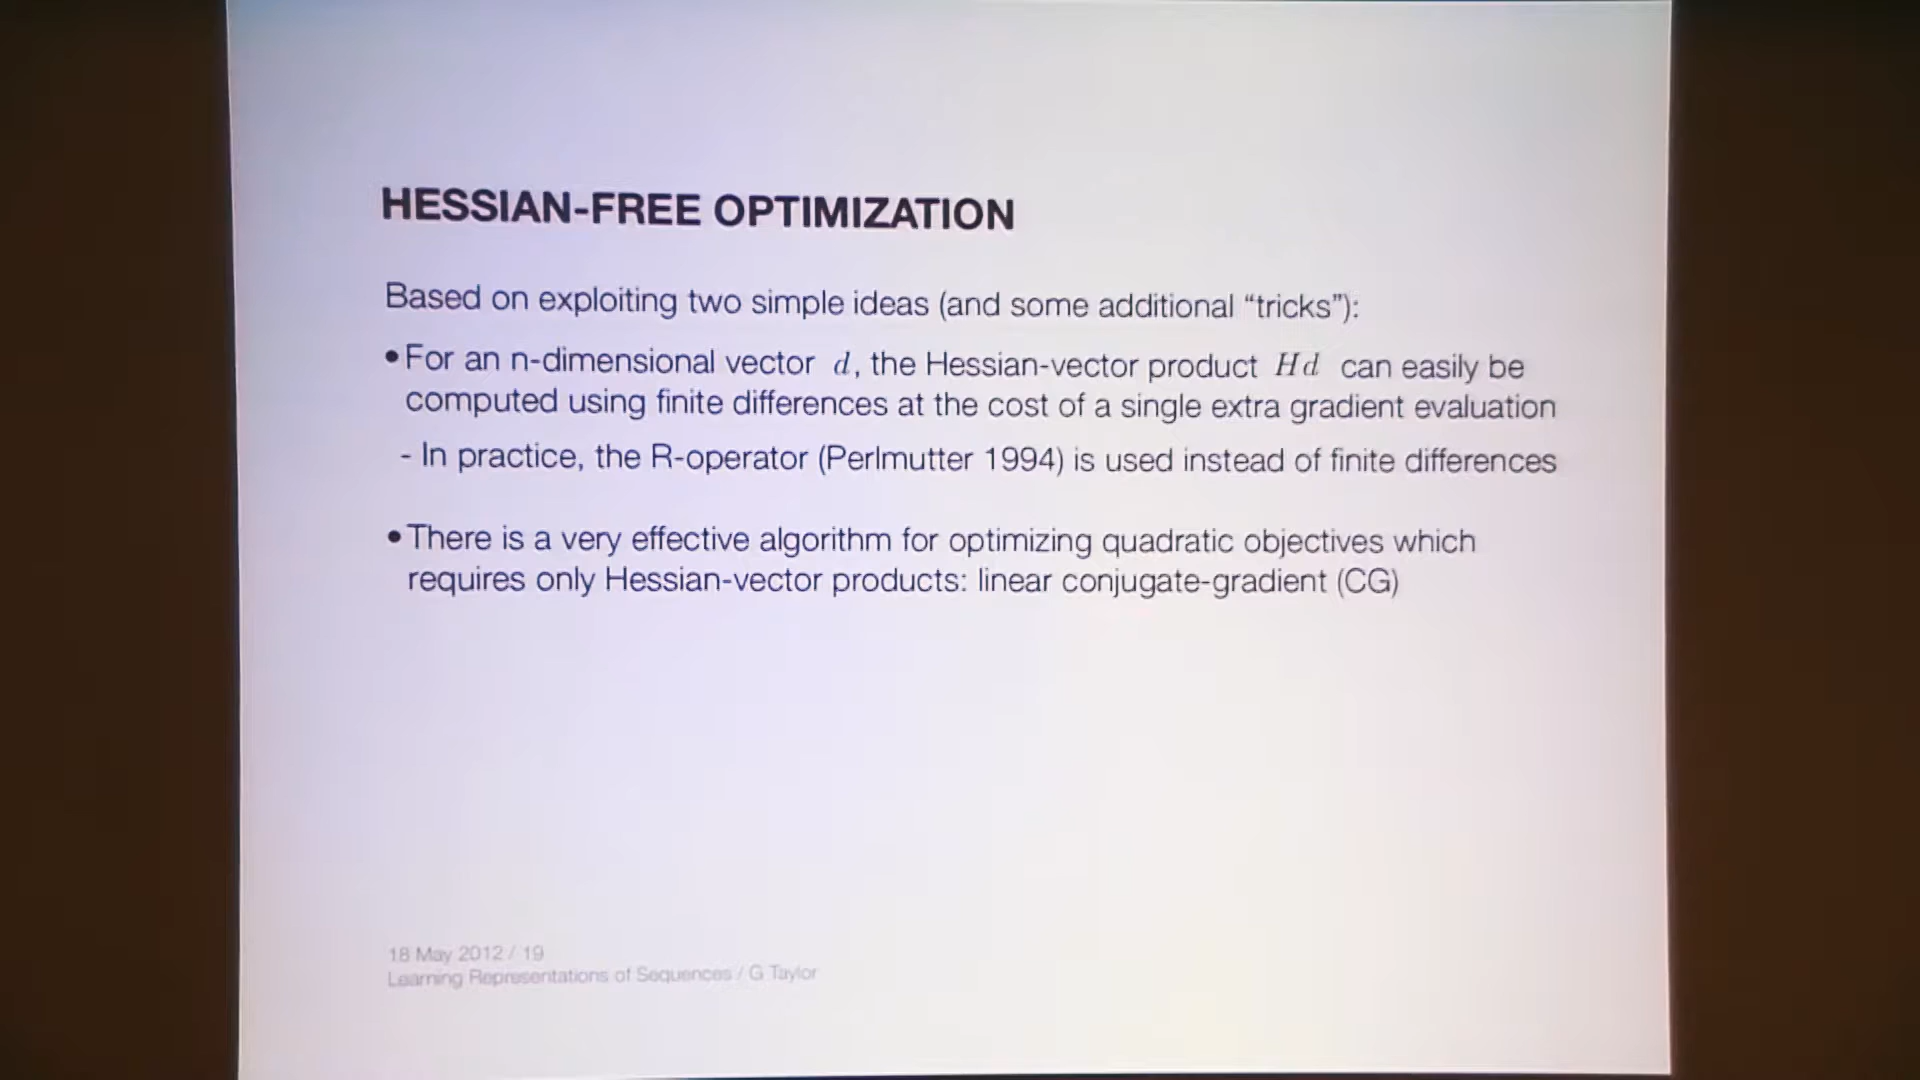 HESSIAN-FREE OPTIMIZATION
Based on exploiting two simple ideas (and some additional “tricks”):
•For an n-dimensional vector d, the Hessian-vector product Hd can easily be
computed using finite differences at the cost of a single extra gradient evaluation
- In practice, the R-operator (Perlmutter 1994) is used instead of finite differences
•There is a very effective algorithm for optimizing quadratic objectives which
requires only Hessian-vector products: linear conjugate-gradient (CG)
18 May 2012 / 19
Learning Representations of Sequences / G Taylor